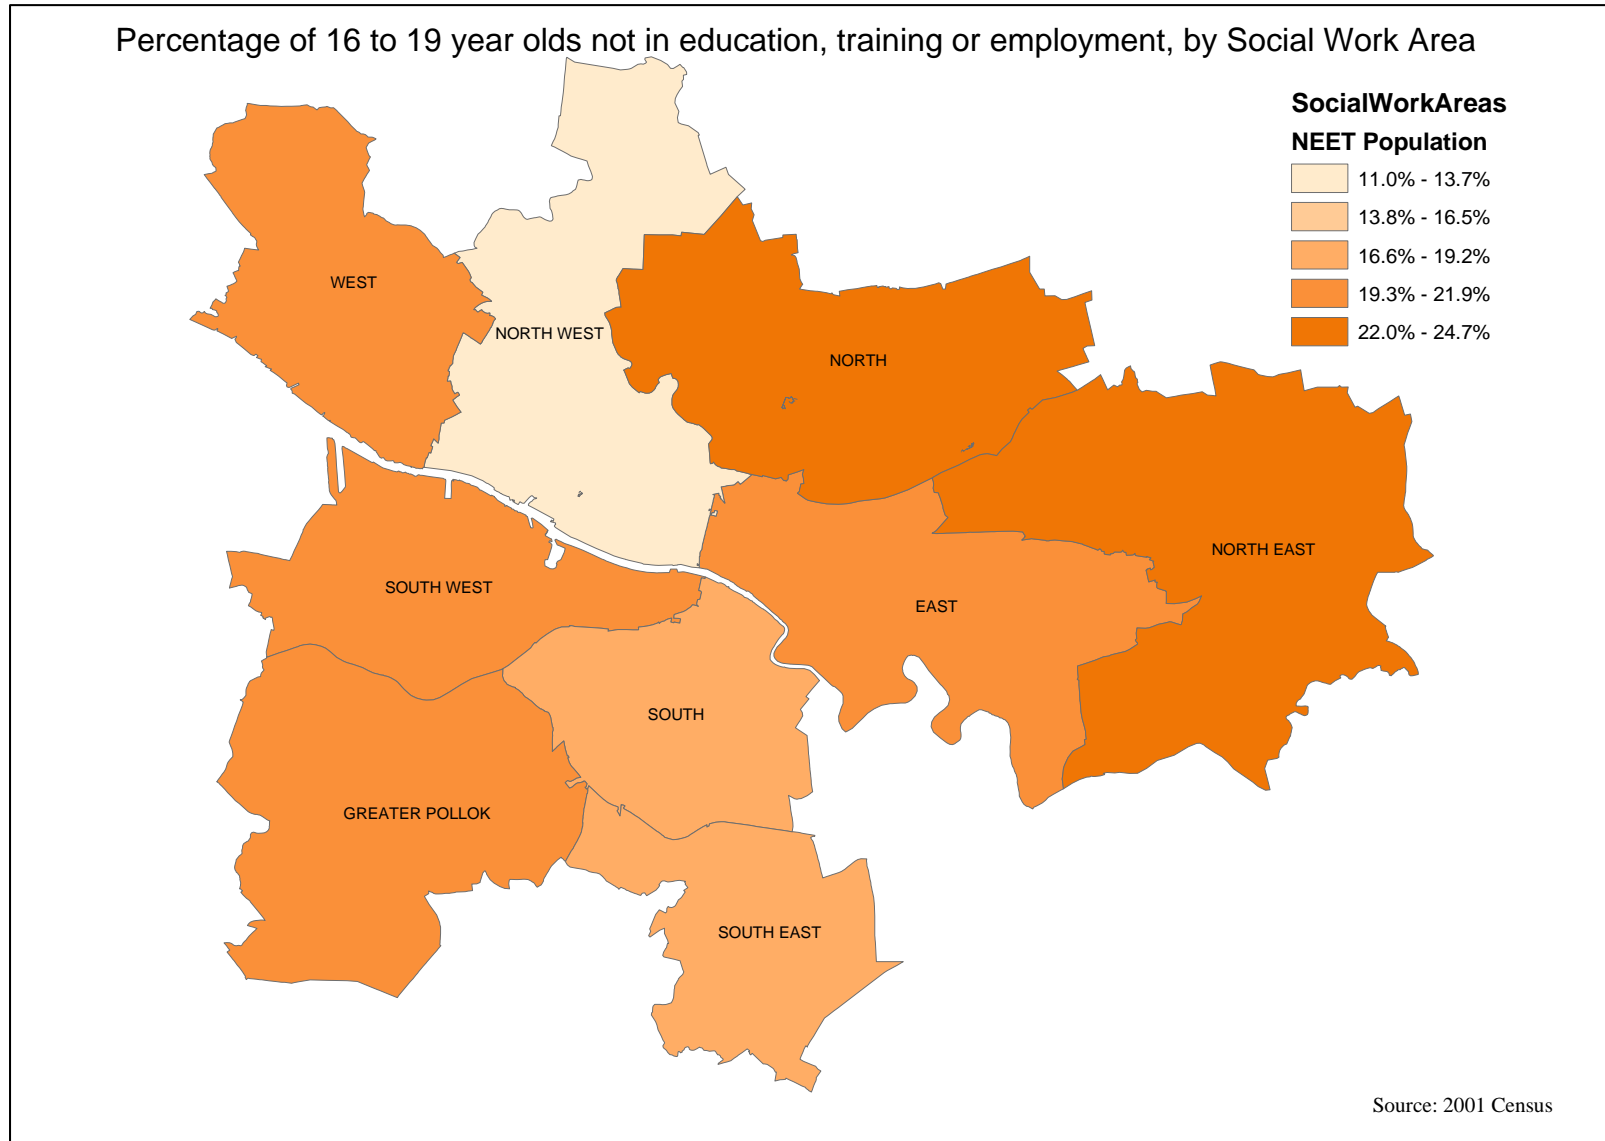 Percentage of 16 to 19 year olds not in education, training or employment, by Social Work Area
SocialWorkAreas
NEET Population
11.0% - 13.7%
13.8% - 16.5%
16.6% - 19.2%
19.3% - 21.9%
22.0% - 24.7%
WEST
NORTH WEST
NORTH
NORTH EAST
SOUTH WEST
EAST
SOUTH
GREATER POLLOK
SOUTH EAST
Source: 2001 Census